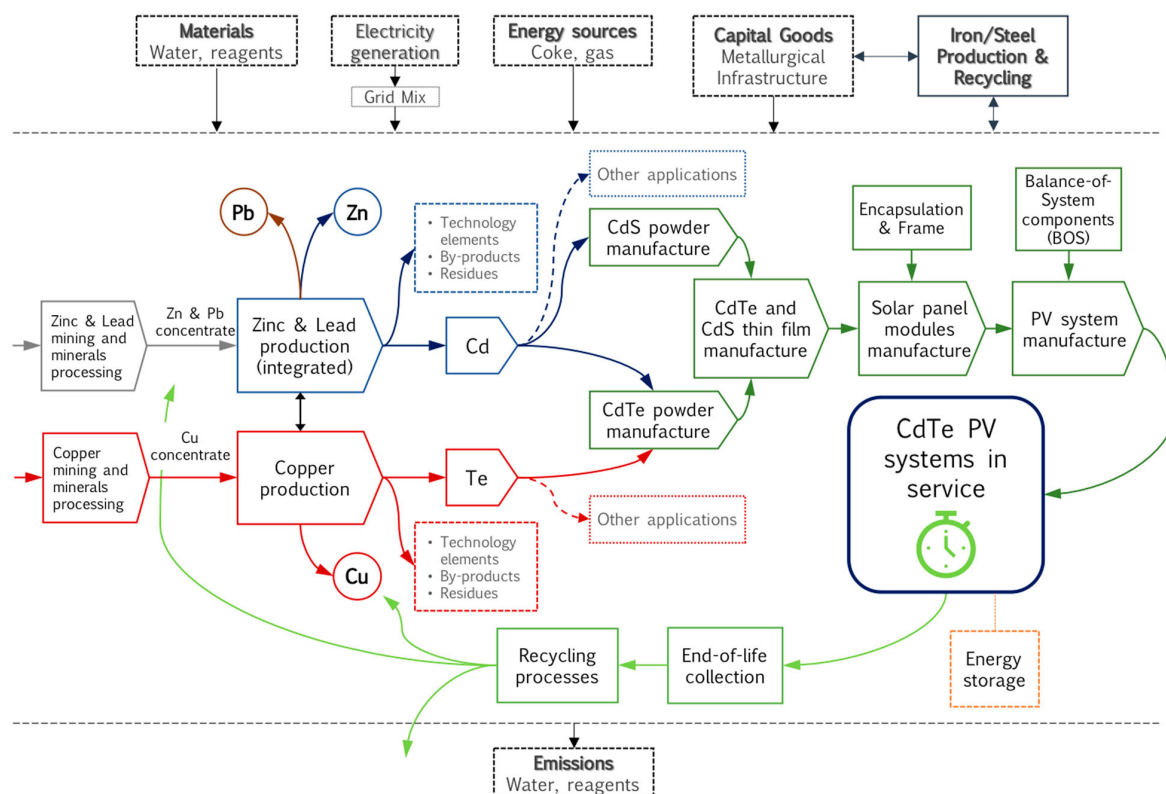 Materials
Water, reagents
Electricity
generation
Grid Mix
Energy sources
Coke, gas
Capital Goods
Metallurgical
Infrastructure
Iron/Steel
Production &
Recycling
Pb
Zn
• Technology
elements
• By-products
• Residues
Other applications
CdS powder
manufacture
Encapsulation
& Frame
Balance-of-
System
components
(BOS)
Zinc & Lead
mining and
minerals
processing
Zn & Pb
concentrate
Zinc & Lead
production
(integrated)
Cd
CdTe and
CdS thin film
manufacture
Solar panel
modules
manufacture
PV system
manufacture
CdTe powder
manufacture
Copper
mining and
minerals
processing
Cu
concentrate
Copper
production
Te
Other applications
CdTe PV
systems in
service
• Technology
elements
• By-products
• Residues
Cu
Recycling
processes
End-of-life
collection
Energy
storage
Emissions
Water, reagents